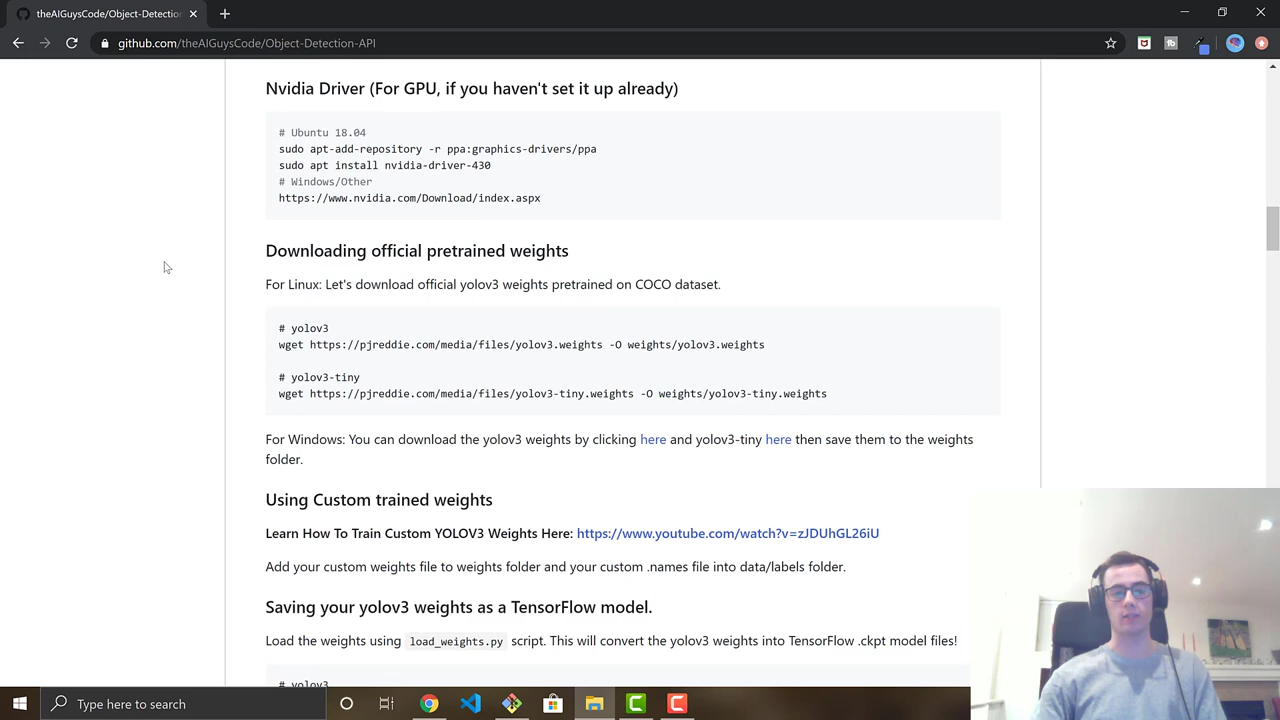 theAIGuysCode/Object-Detection
github.com/theAIGuysCode/Object-Detection-API
Nvidia Driver (For GPU, if you haven't set it up already)
# Ubuntu 18.04
sudo apt-add-repository -r ppa:graphics-drivers/ppa
sudo apt install nvidia-driver-430
# Windows/Other
https://www.nvidia.com/Download/index.aspx
Downloading official pretrained weights
For Linux: Let's download official yolov3 weights pretrained on COCO dataset.
# yolov3
wget https://pjreddie.com/media/files/yolov3.weights -O weights/yolov3.weights
# yolov3-tiny
wget https://pjreddie.com/media/files/yolov3-tiny.weights -O weights/yolov3-tiny.weights
For Windows: You can download the yolov3 weights by clicking here and yolov3-tiny here then save them to the weights
folder.
Using Custom trained weights
Learn How To Train Custom YOLOV3 Weights Here: https://www.youtube.com/watch?v=zJDUhGL26iU
Add your custom weights file to weights folder and your custom .names file into data/labels folder.
Saving your yolov3 weights as a TensorFlow model.
Load the weights using load_weights.py script. This will convert the yolov3 weights into TensorFlow .ckpt model files!
# yolov3
Type here to search